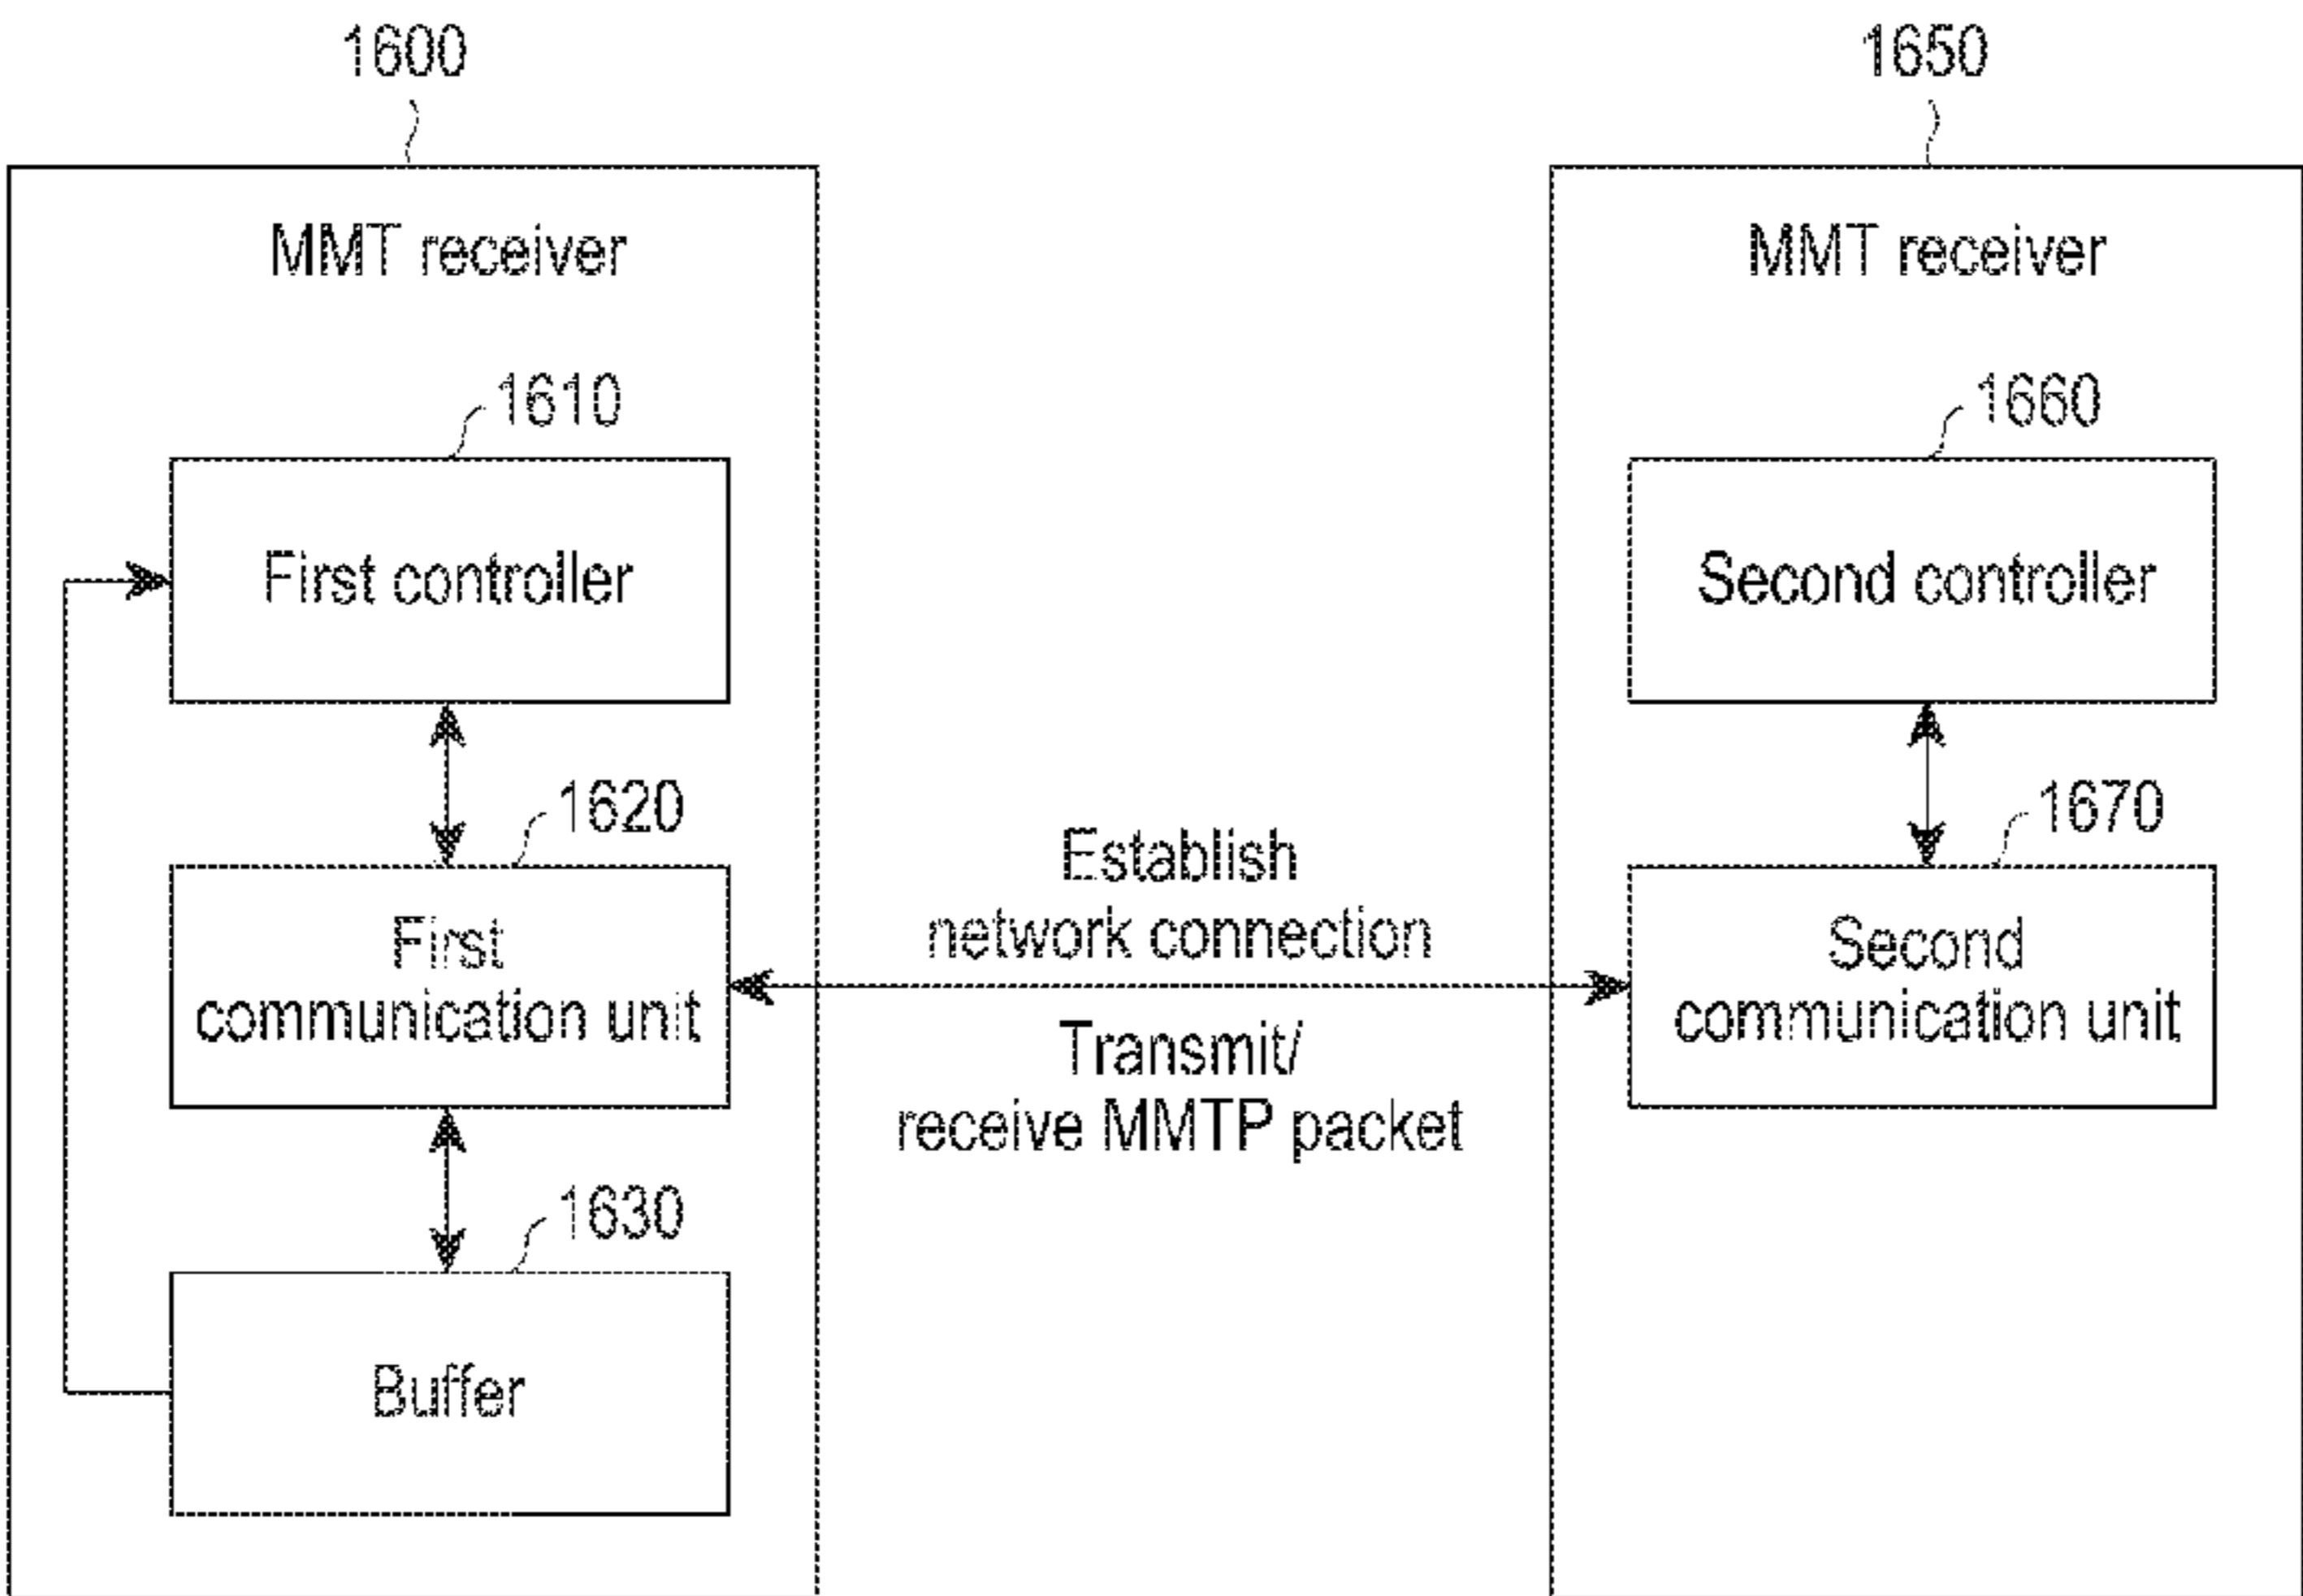 1600
1650
MMT receiver
MMT receiver
1610
1660
First controller
Second controller
1620
1670
Establish
network connection
First
communication unit
Second
communication unit
Transmit/
receive MMTP packet
1630
Buffer